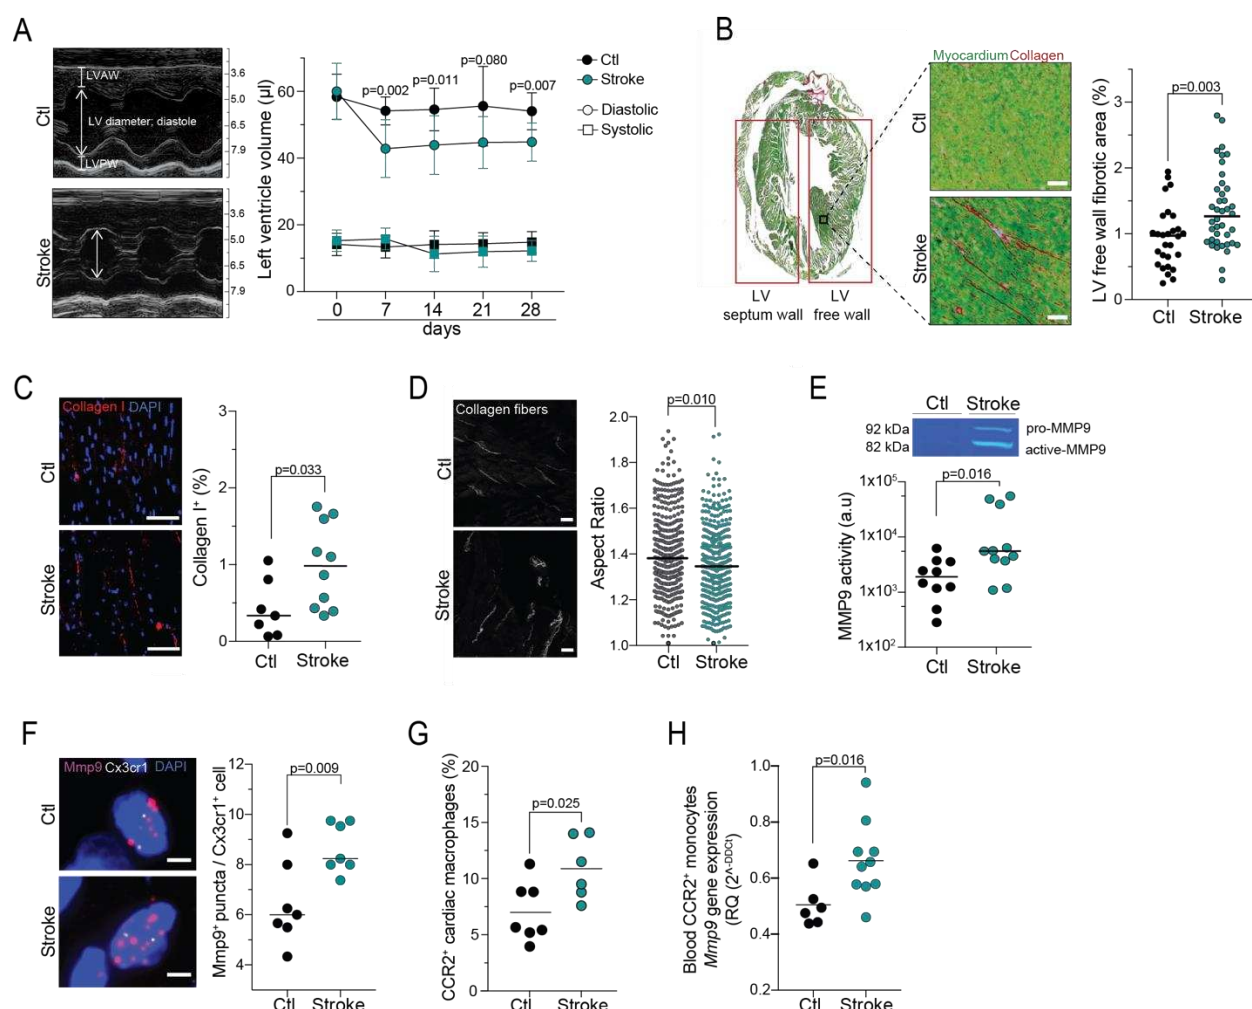 A
Ctl
Stroke
LVAW
LV diameter; diastole
LVPW
3.6
5.0
6.5
7.9
3.6
5.0
6.5
7.9
Left ventricle volume (µl)
60
40
20
0
p=0.002
p=0.011
p=0.080
p=0.007
0
7
14
21
28
days
Ctl
Stroke
Diastolic
Systolic
B
LV
septum wall
LV
free wall
Myocardium Collagen
Ctl
Stroke
LV free wall fibrotic area (%)
3
2
1
0
p=0.003
Ctl
Stroke
C
Collagen I DAPI
Ctl
Stroke
Collagen I⁺ (%)
3
2
1
0
p=0.033
Ctl
Stroke
D
Collagen fibers
Ctl
Stroke
Aspect Ratio
2.0
1.8
1.6
1.4
1.2
1.0
p=0.010
Ctl
Stroke
E
Ctl
Stroke
92 kDa
82 kDa
pro-MMP9
active-MMP9
MMP9 activity (a.u)
1x10⁵
1x10⁴
1x10³
1x10²
p=0.016
Ctl
Stroke
F
Mmp9 Cx3cr1 DAPI
Ctl
Stroke
Mmp9⁺ puncta / Cx3cr1⁺ cell
12
10
8
6
4
p=0.009
Ctl
Stroke
G
CCR2⁺ cardiac macrophages (%)
20
15
10
5
0
p=0.025
Ctl
Stroke
H
Blood CCR2⁺ monocytes
Mmp9 gene expression
(RQ (2^-DDCt)
1.0
0.8
0.6
0.4
0.2
p=0.016
Ctl
Stroke